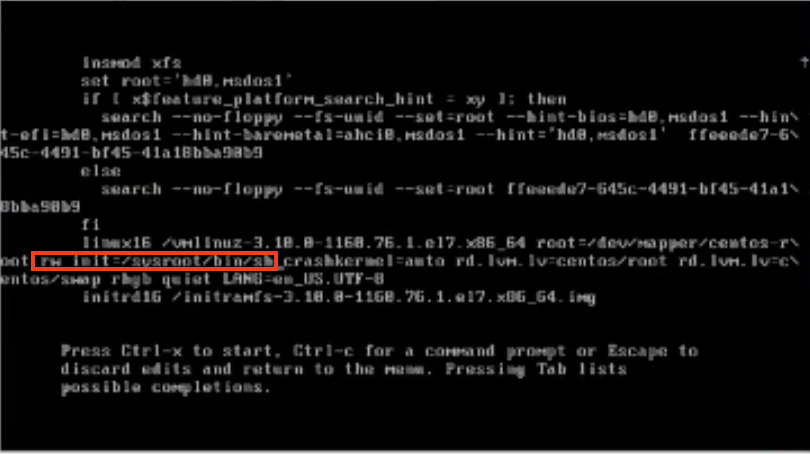 insmod xfs
set root='hd0,msdos1'
if [ x$feature_platform_search_hint = xy ]; then
search --no-floppy --fs-uuid --set=root --hint-bios=hd0,msdos1 --hin\
t-efi=hd0,msdos1 --hint-baremetal=ahci0,msdos1 --hint='hd0,msdos1'  ffeeede7-6\
45c-4491-bf45-41a18bba90b9
else
search --no-floppy --fs-uuid --set=root ffeeede7-645c-4491-bf45-41a1\
8bba90b9
fi
linux16 /vmlinuz-3.10.0-1160.76.1.el7.x86_64 root=/dev/mapper/centos-r\
oot rw init=/sysroot/bin/sh crashkernel=auto rd.lvm.lv=centos/root rd.lvm.lv=c\
entos/swap rhgb quiet LANG=en_US.UTF-8
initrd16 /initramfs-3.10.0-1160.76.1.el7.x86_64.img
Press Ctrl-x to start, Ctrl-c for a command prompt or Escape to
discard edits and return to the menu. Pressing Tab lists
possible completions.